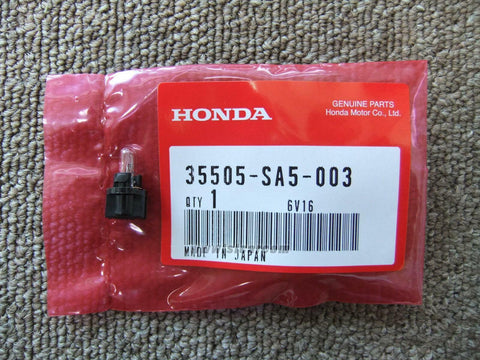 HONDA
GENUINE PARTS
Honda Motor Co., Ltd.
35505-SA5-003
QTY 1 6V16
MADE IN JAPAN